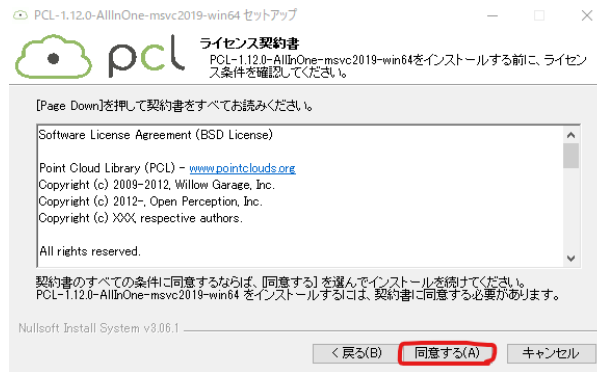 PCL-1.12.0-AllInOne-msvc2019-win64 セットアップ
pcl
ライセンス契約書
PCL-1.12.0-AllInOne-msvc2019-win64をインストールする前に、ライセン
ス条件を確認してください。
[Page Down]を押して契約書をすべてお読みください。
Software License Agreement (BSD License)
Point Cloud Library (PCL) - www.pointclouds.org
Copyright (c) 2009-2012, Willow Garage, Inc.
Copyright (c) 2012-, Open Perception, Inc.
Copyright (c) XXX, respective authors.
All rights reserved.
契約書のすべての条件に同意するならば、[同意する] を選んでインストールを続けてください。
PCL-1.12.0-AllInOne-msvc2019-win64 をインストールするには、契約書に同意する必要があります。
Nullsoft Install System v3.06.1
< 戻る(B) 同意する(A) キャンセル